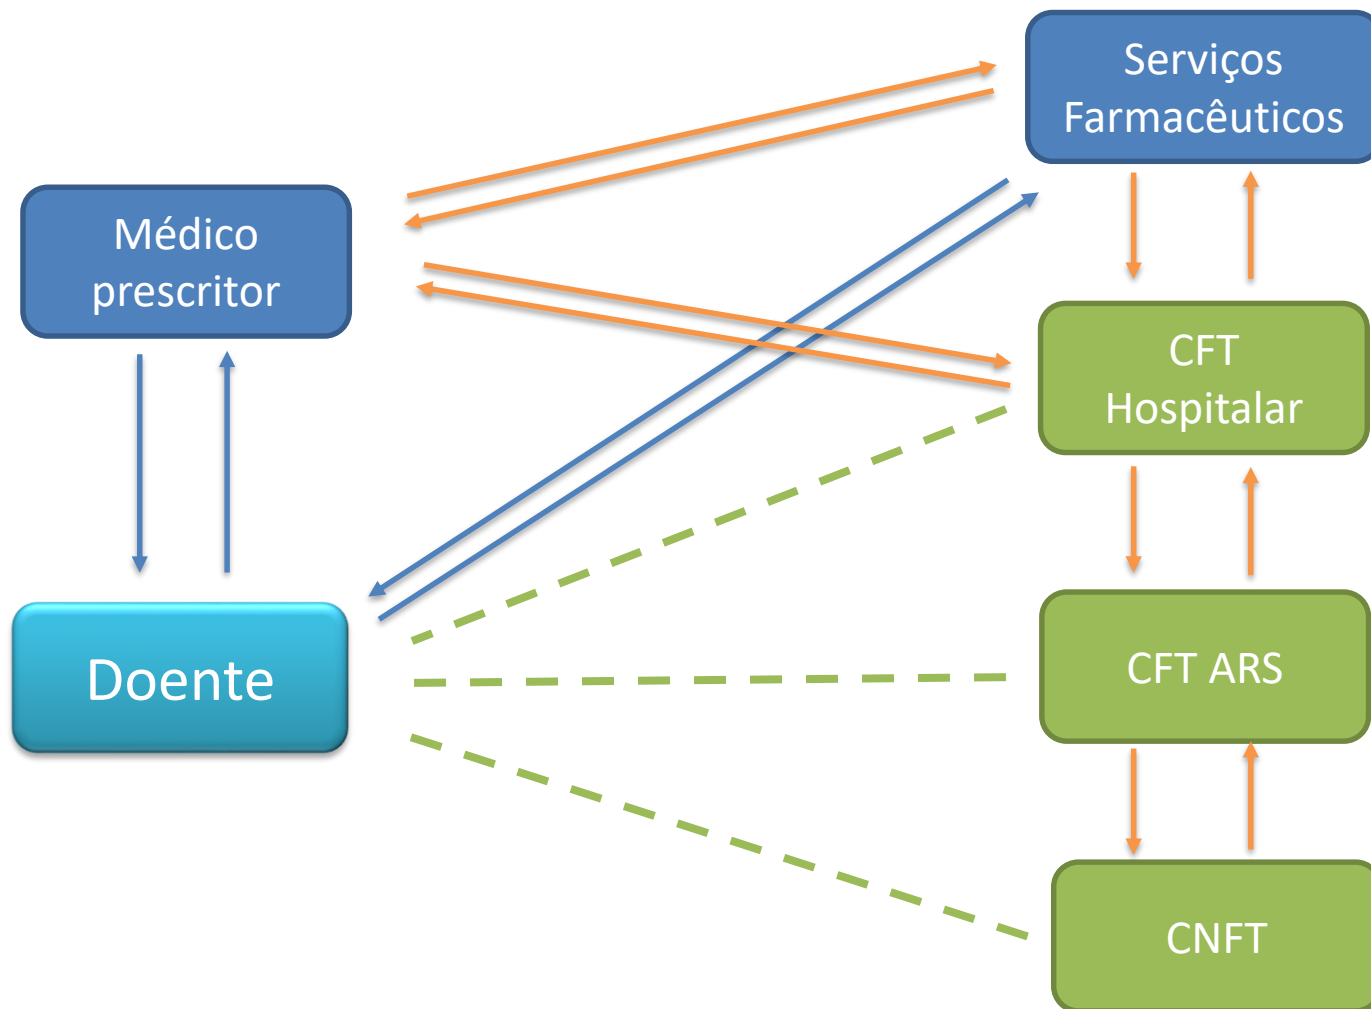 Serviços
Farmacêuticos
Médico
prescritor
CFT
Hospitalar
Doente
CFT ARS
CNFT